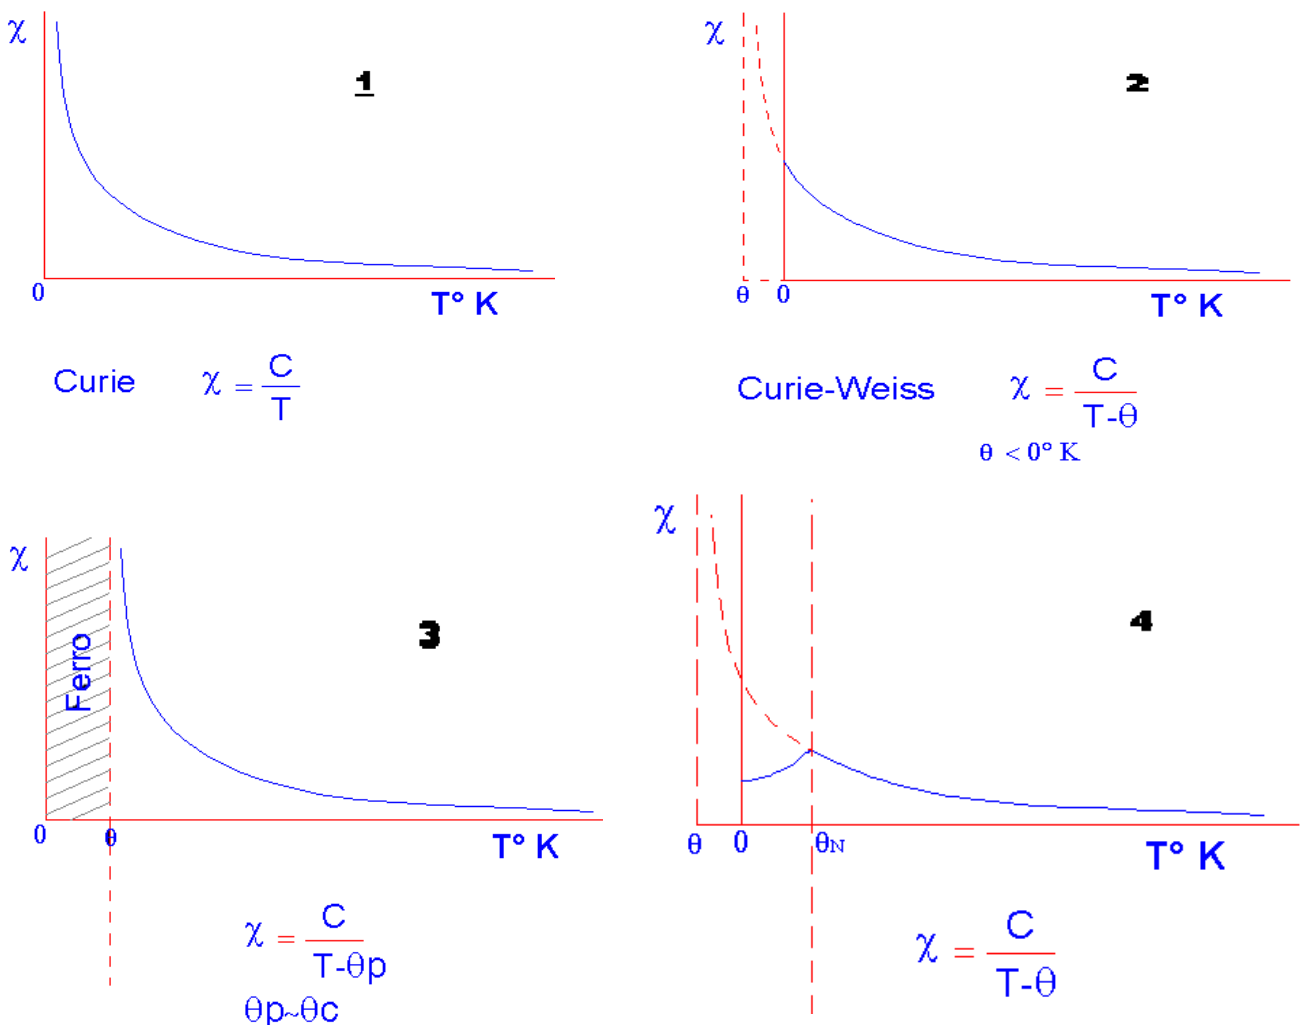 χ
1
0
T° K
Curie χ = C/T
χ
2
θ 0
T° K
Curie-Weiss χ = C/T-θ
θ < 0° K
χ
Ferro
3
0 θ
T° K
χ = C/T-θp
θp~θc
χ
4
θ 0 θN
T° K
χ = C/T-θ